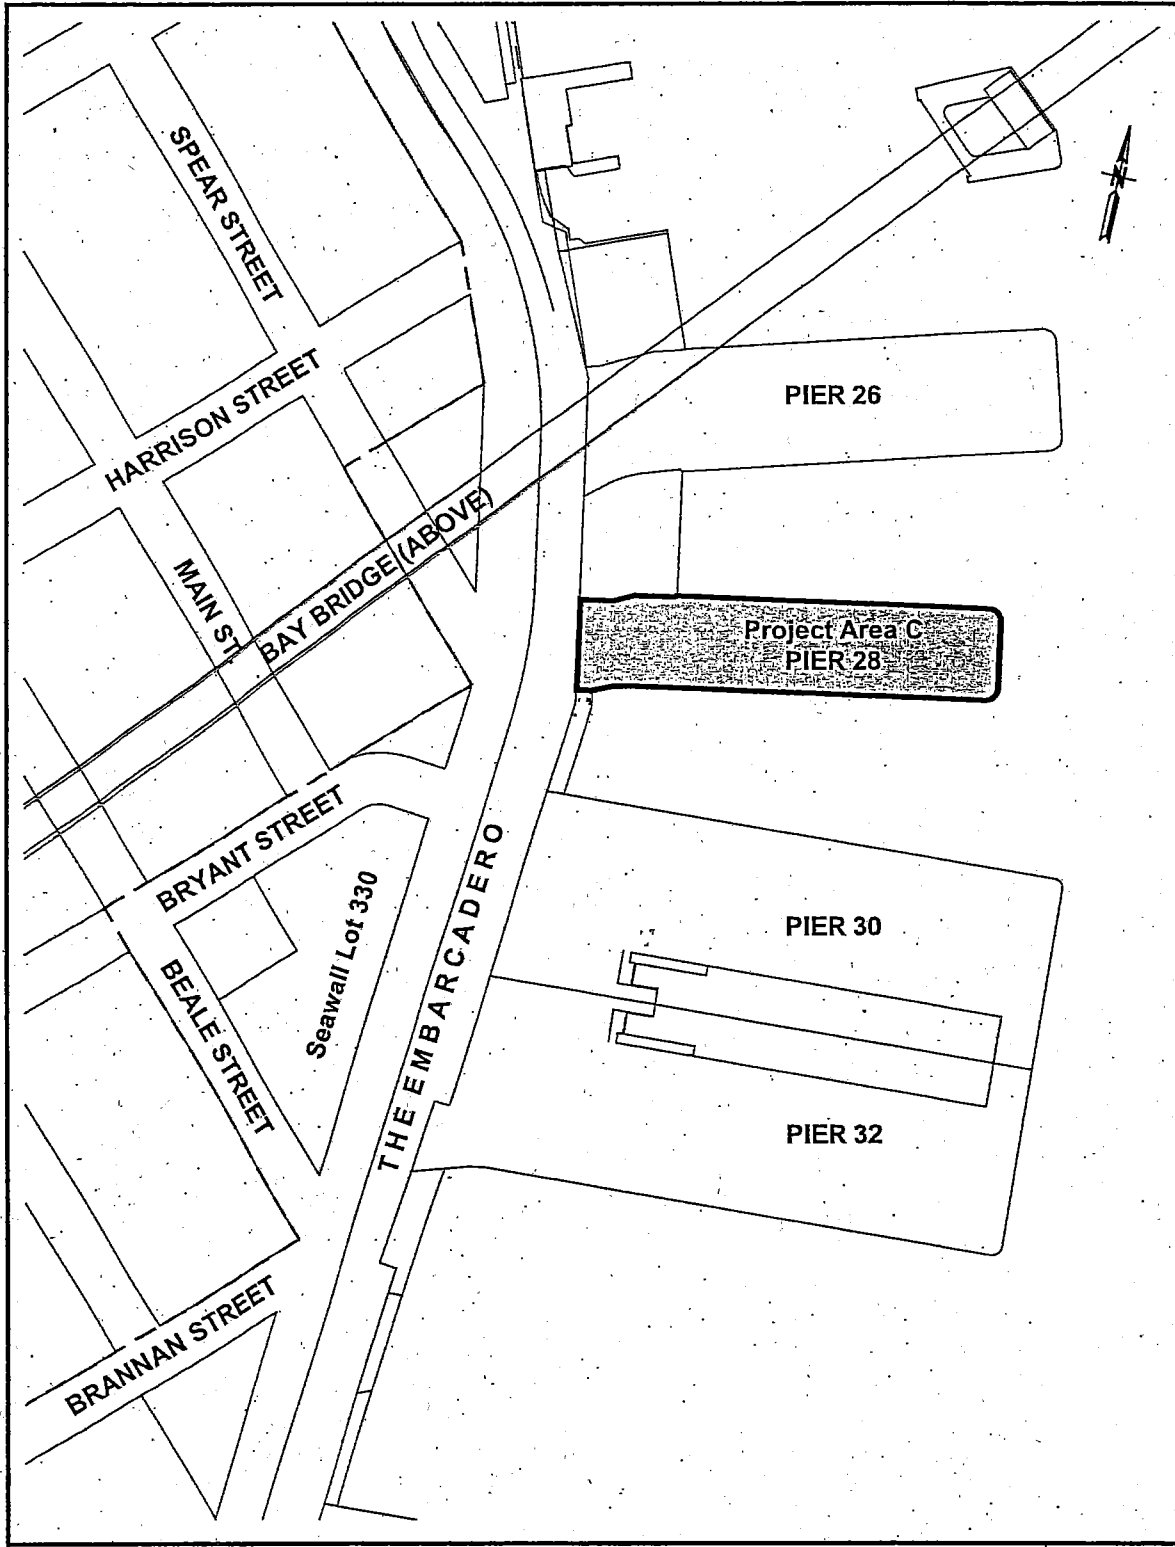 SPEAR STREET
N
HARRISON STREET
PIER 26
BAY BRIDGE (ABOVE)
MAIN ST.
Project Area C
PIER 28
BRYANT STREET
THE EMBARCADERO
Seawall Lot 330
PIER 30
BEALE STREET
PIER 32
BRANNAN STREET